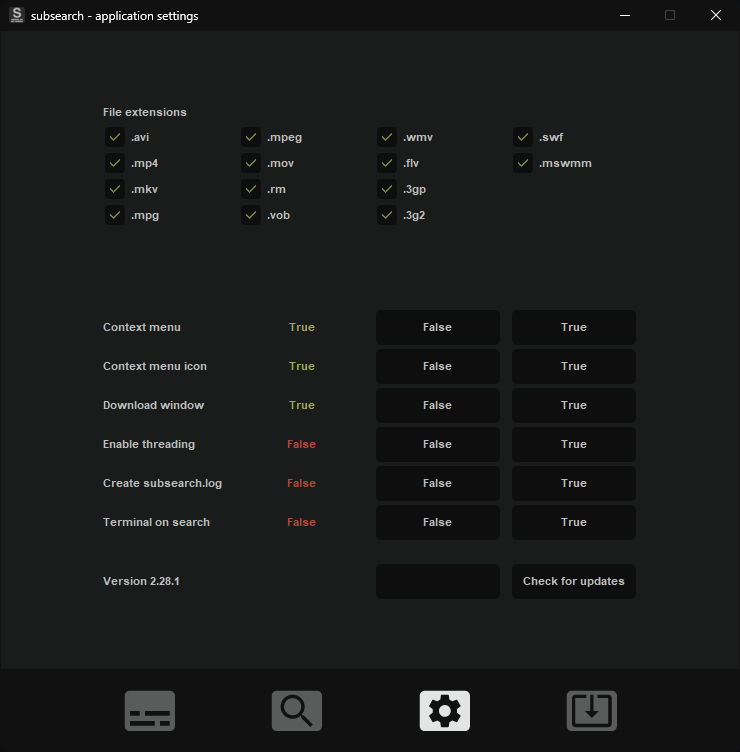 S
subsearch - application settings
File extensions
.avi .mpeg .wmv .swf
.mp4 .mov .flv .mswmm
.mkv .rm .3gp
.mpg .vob .3g2
Context menu True False True
Context menu icon True False True
Download window True False True
Enable threading False False True
Create subsearch.log False False True
Terminal on search False False True
Version 2.28.1 Check for updates